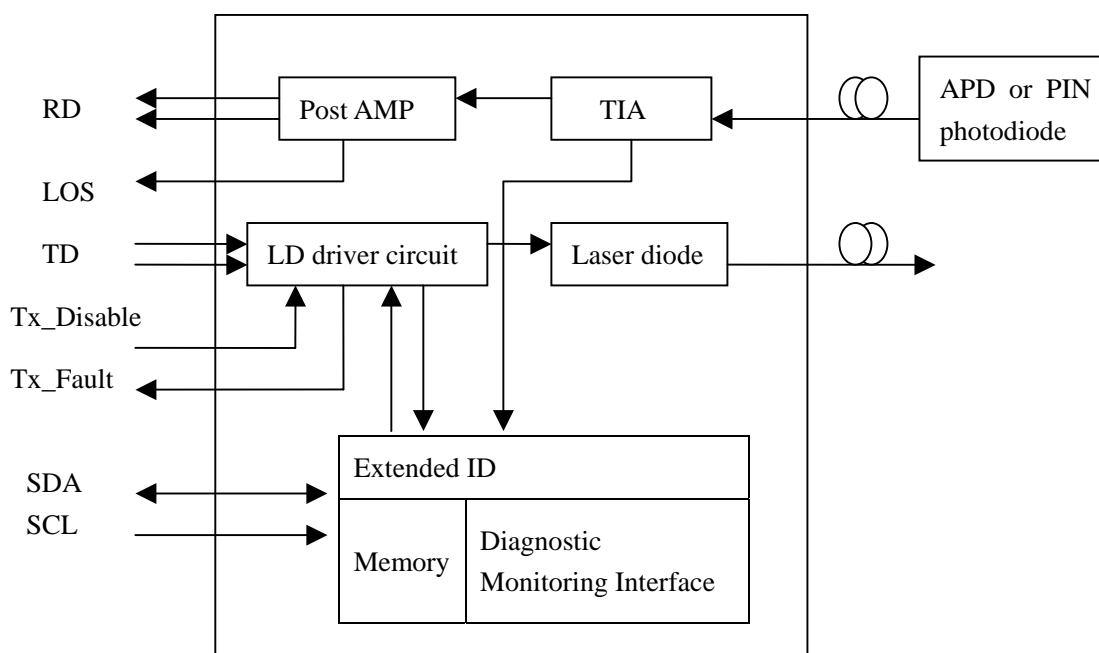 RD
Post AMP
TIA
APD or PIN
photodiode
LOS
TD
LD driver circuit
Laser diode
Tx_Disable
Tx_Fault
Extended ID
SDA
SCL
Memory
Diagnostic
Monitoring Interface